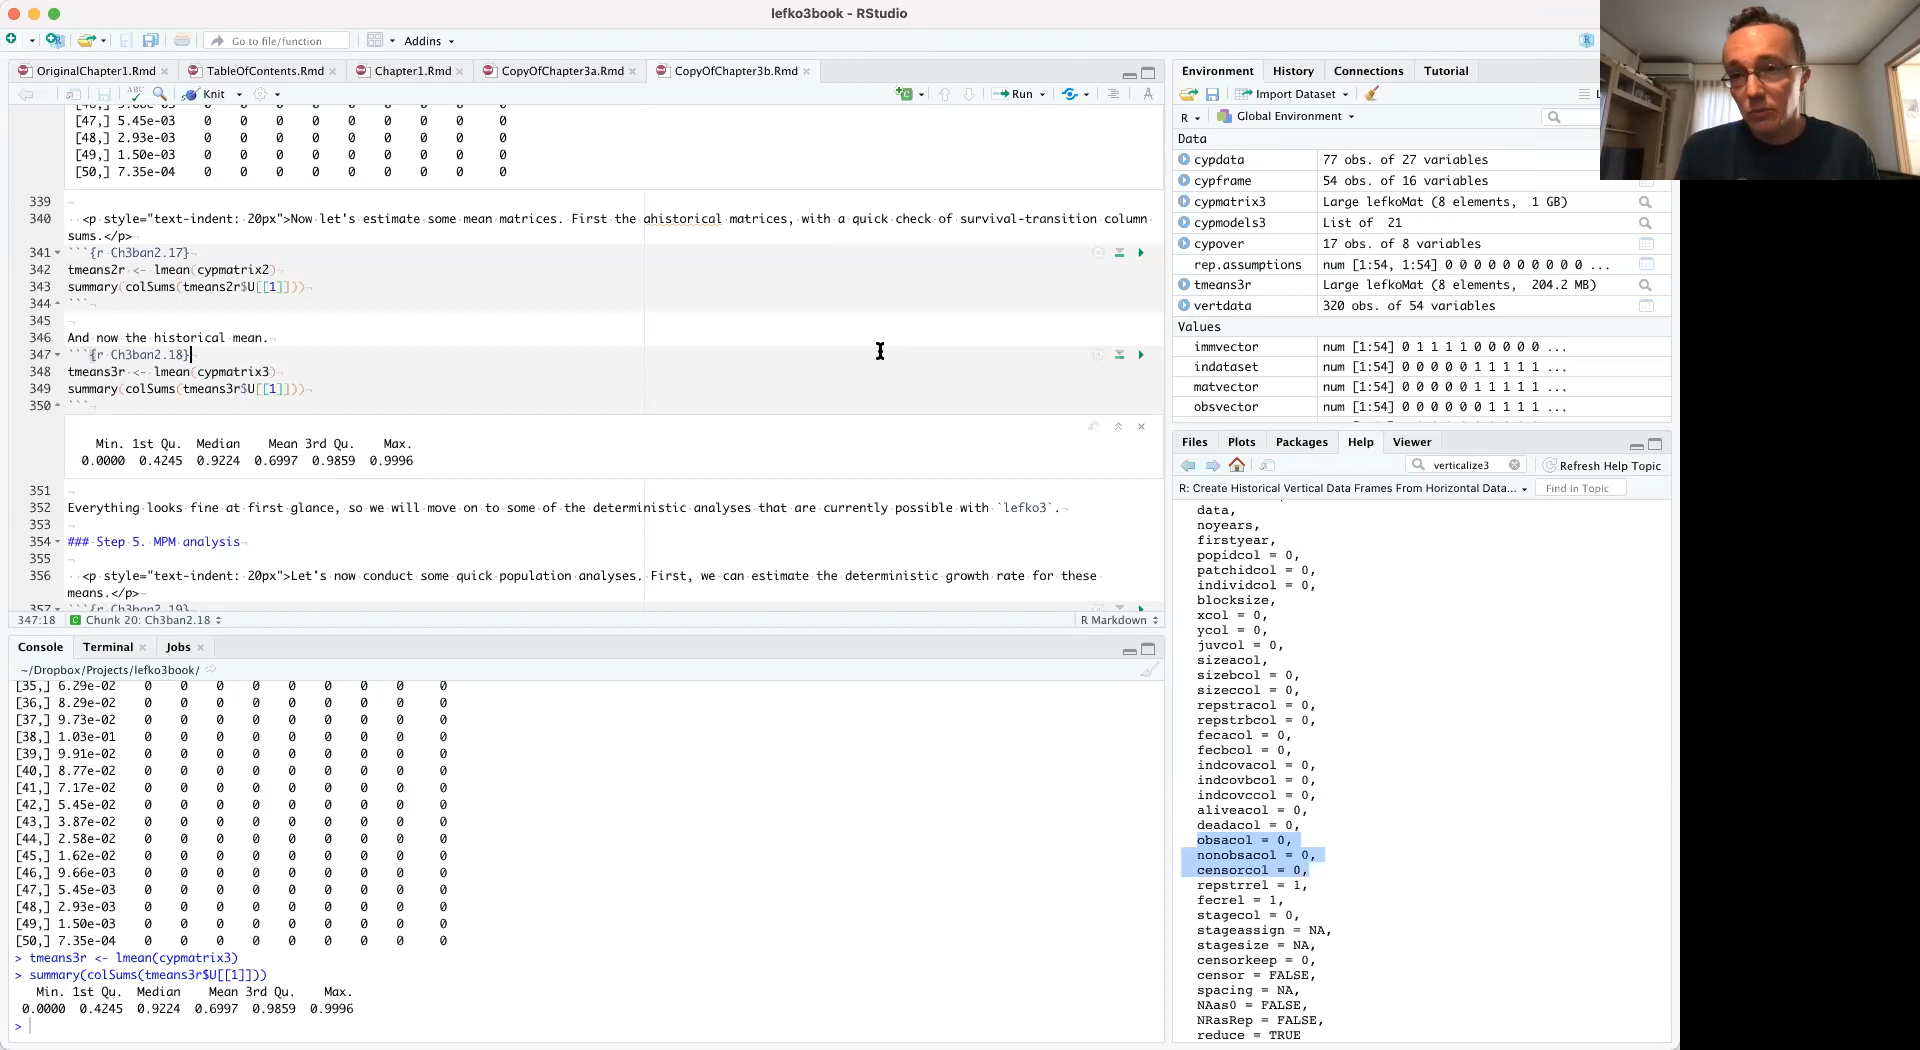 lefko3book - RStudio
Go to file/function
Addins
OriginalChapter1.Rmd
TableOfContents.Rmd
Chapter1.Rmd
CopyOfChapter3a.Rmd
CopyOfChapter3b.Rmd
Knit
Run
[47,] 5.45e-03 0 0 0 0 0 0 0 0 0
[48,] 2.93e-03 0 0 0 0 0 0 0 0 0
[49,] 1.50e-03 0 0 0 0 0 0 0 0 0
[50,] 7.35e-04 0 0 0 0 0 0 0 0 0
339
340 <p style="text-indent: 20px">Now let's estimate some mean matrices. First the ahistorical matrices, with a quick check of survival-transition column
sums.</p>
341 ```{r Ch3ban2.17}
342 tmeans2r <- lmean(cypmatrix2)
343 summary(colSums(tmeans2r$U[[1]]))
344 ```
345
346 And now the historical mean.
347 ```{r Ch3ban2.18}
348 tmeans3r <- lmean(cypmatrix3)
349 summary(colSums(tmeans3r$U[[1]]))
350 ```
Min. 1st Qu. Median Mean 3rd Qu. Max.
0.0000 0.4245 0.9224 0.6997 0.9859 0.9996
351
352 Everything looks fine at first glance, so we will move on to some of the deterministic analyses that are currently possible with `lefko3`.
353
354 ### Step 5. MPM analysis
355
356 <p style="text-indent: 20px">Let's now conduct some quick population analyses. First, we can estimate the deterministic growth rate for these
means.</p>
357 ```{r Ch3ban2.19}
347:18 Chunk 20: Ch3ban2.18
R Markdown
Console Terminal Jobs
~/Dropbox/Projects/lefko3book/
[35,] 6.29e-02 0 0 0 0 0 0 0 0 0
[36,] 8.29e-02 0 0 0 0 0 0 0 0 0
[37,] 9.73e-02 0 0 0 0 0 0 0 0 0
[38,] 1.03e-01 0 0 0 0 0 0 0 0 0
[39,] 9.91e-02 0 0 0 0 0 0 0 0 0
[40,] 8.77e-02 0 0 0 0 0 0 0 0 0
[41,] 7.17e-02 0 0 0 0 0 0 0 0 0
[42,] 5.45e-02 0 0 0 0 0 0 0 0 0
[43,] 3.87e-02 0 0 0 0 0 0 0 0 0
[44,] 2.58e-02 0 0 0 0 0 0 0 0 0
[45,] 1.62e-02 0 0 0 0 0 0 0 0 0
[46,] 9.66e-03 0 0 0 0 0 0 0 0 0
[47,] 5.45e-03 0 0 0 0 0 0 0 0 0
[48,] 2.93e-03 0 0 0 0 0 0 0 0 0
[49,] 1.50e-03 0 0 0 0 0 0 0 0 0
[50,] 7.35e-04 0 0 0 0 0 0 0 0 0
> tmeans3r <- lmean(cypmatrix3)
> summary(colSums(tmeans3r$U[[1]]))
Min. 1st Qu. Median Mean 3rd Qu. Max.
0.0000 0.4245 0.9224 0.6997 0.9859 0.9996
>
Environment History Connections Tutorial
Import Dataset
R Global Environment
Data
cypdata 77 obs. of 27 variables
cypframe 54 obs. of 16 variables
cypmatrix3 Large lefkoMat (8 elements, 1 GB)
cypmodels3 List of 21
cypover 17 obs. of 8 variables
rep.assumptions num [1:54, 1:54] 0 0 0 0 0 0 0 0 0 0 ...
tmeans3r Large lefkoMat (8 elements, 204.2 MB)
vertdata 320 obs. of 54 variables
Values
immvector num [1:54] 0 1 1 1 1 0 0 0 0 0 ...
indataset num [1:54] 0 0 0 0 0 1 1 1 1 1 ...
matvector num [1:54] 0 0 0 0 0 1 1 1 1 1 ...
obsvector num [1:54] 0 0 0 0 0 0 1 1 1 1 ...
Files Plots Packages Help Viewer
verticalize3
Refresh Help Topic
R: Create Historical Vertical Data Frames From Horizontal Data...
Find in Topic
data,
noyears,
firstyear,
popidcol = 0,
patchidcol = 0,
individcol = 0,
blocksize,
xcol = 0,
ycol = 0,
juvcol = 0,
sizeacol,
sizebcol = 0,
sizeccol = 0,
repstracol = 0,
repstrbcol = 0,
fecacol = 0,
fecbcol = 0,
indcovacol = 0,
indcovbcol = 0,
indcovccol = 0,
aliveacol = 0,
deadacol = 0,
obsacol = 0,
nonobsacol = 0,
censorcol = 0,
repstrrel = 1,
fecrel = 1,
stagecol = 0,
stageassign = NA,
stagesize = NA,
censorkeep = 0,
censor = FALSE,
spacing = NA,
NAas0 = FALSE,
NRasRep = FALSE,
reduce = TRUE